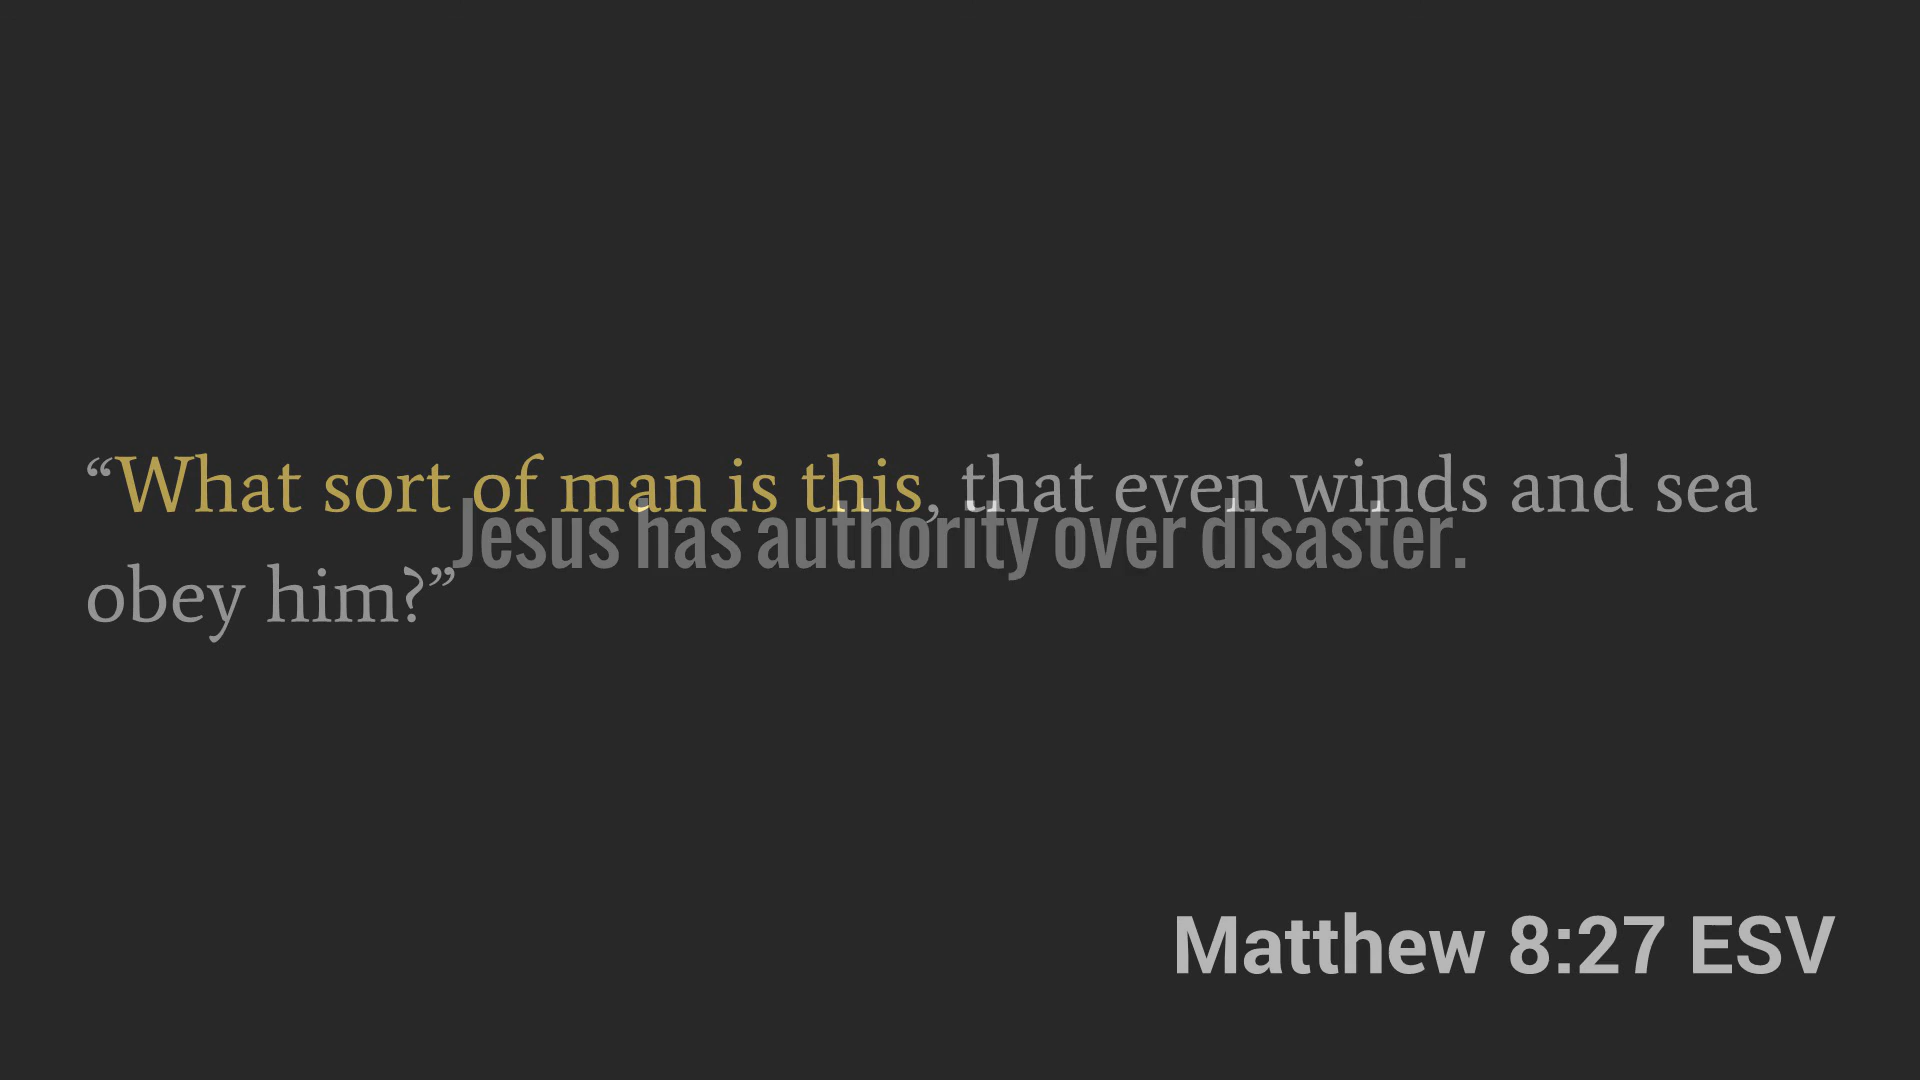 “What sort of man is this, that even winds and sea
Jesus has authority over disaster.
obey him?”
Matthew 8:27 ESV